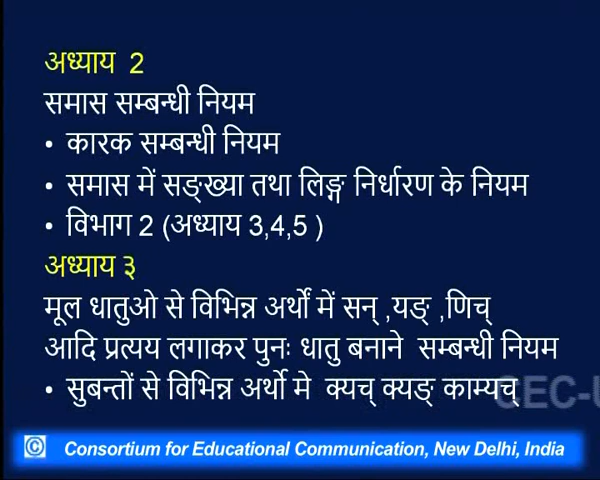 अध्याय 2
समास सम्बन्धी नियम
• कारक सम्बन्धी नियम
• समास में सङ्ख्या तथा लिङ्ग निर्धारण के नियम
• विभाग 2 (अध्याय 3,4,5 )
अध्याय ३
मूल धातुओ से विभिन्न अर्थों में सन् ,यङ् ,णिच्
आदि प्रत्यय लगाकर पुनः धातु बनाने सम्बन्धी नियम
• सुबन्तों से विभिन्न अर्थो मे क्यच् क्यङ् काम्यच्
CEC-U
© Consortium for Educational Communication, New Delhi, India